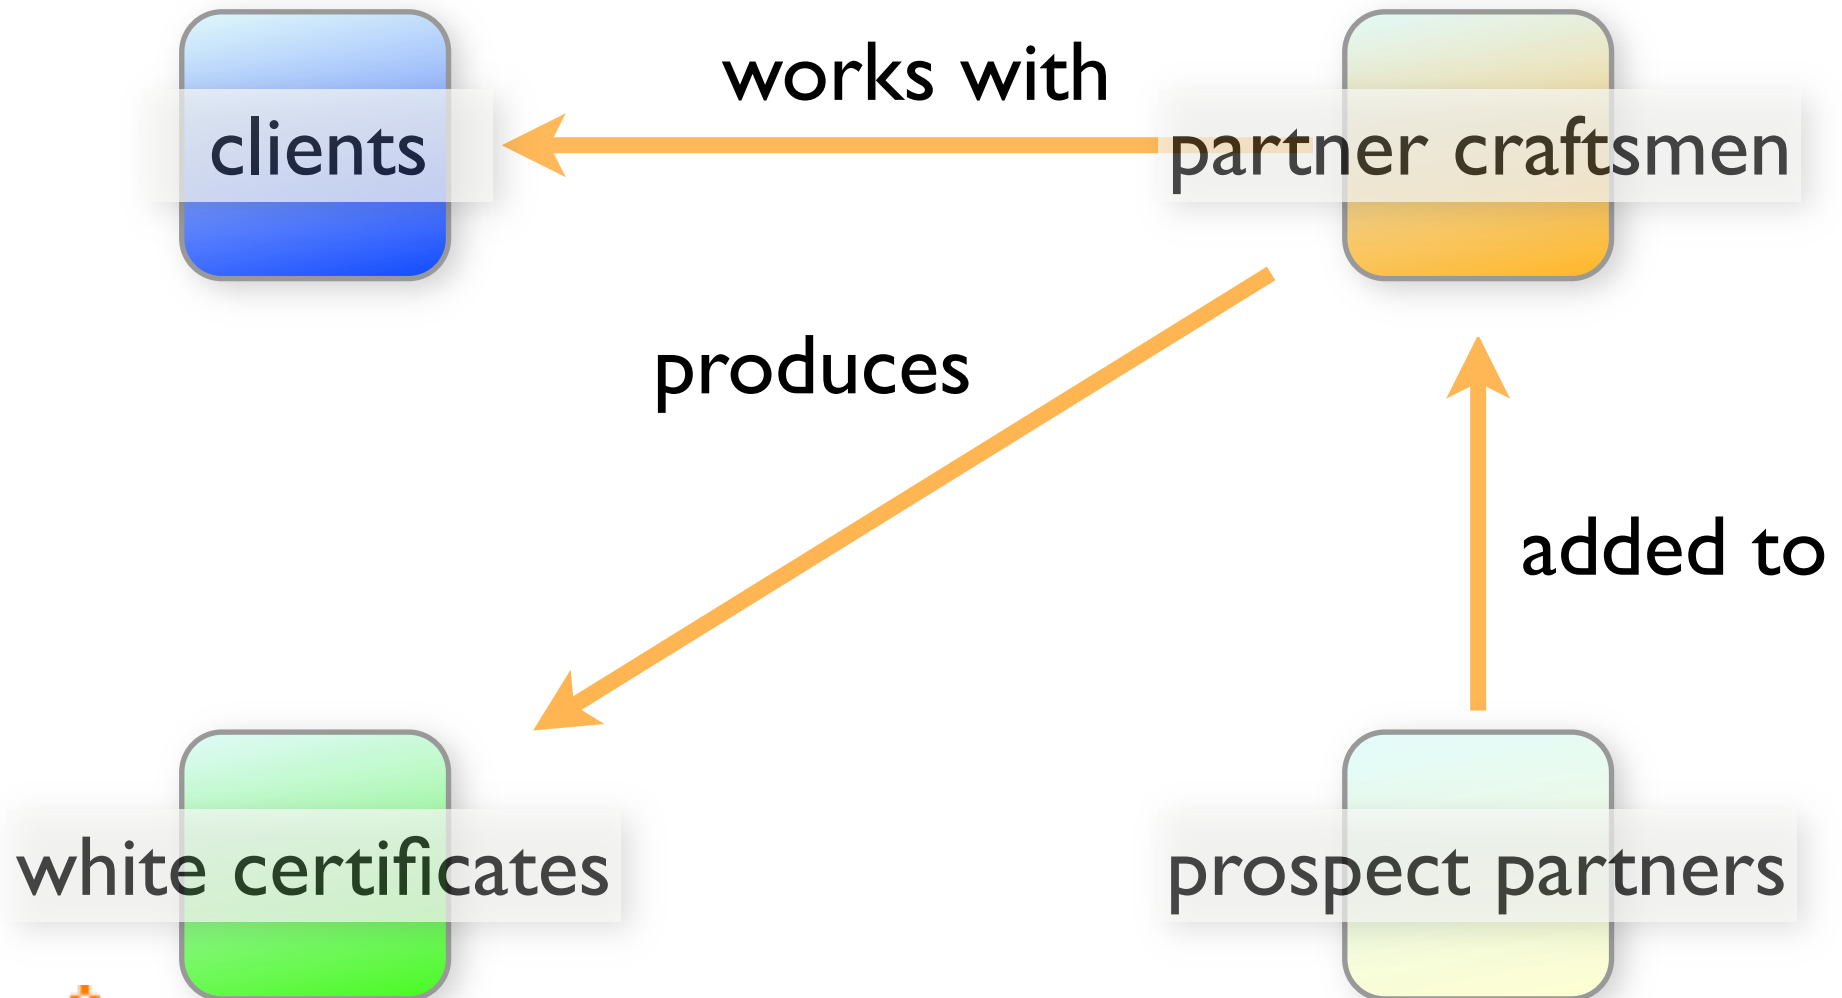 works with
clients
partner craftsmen
produces
added to
white certificates
prospect partners